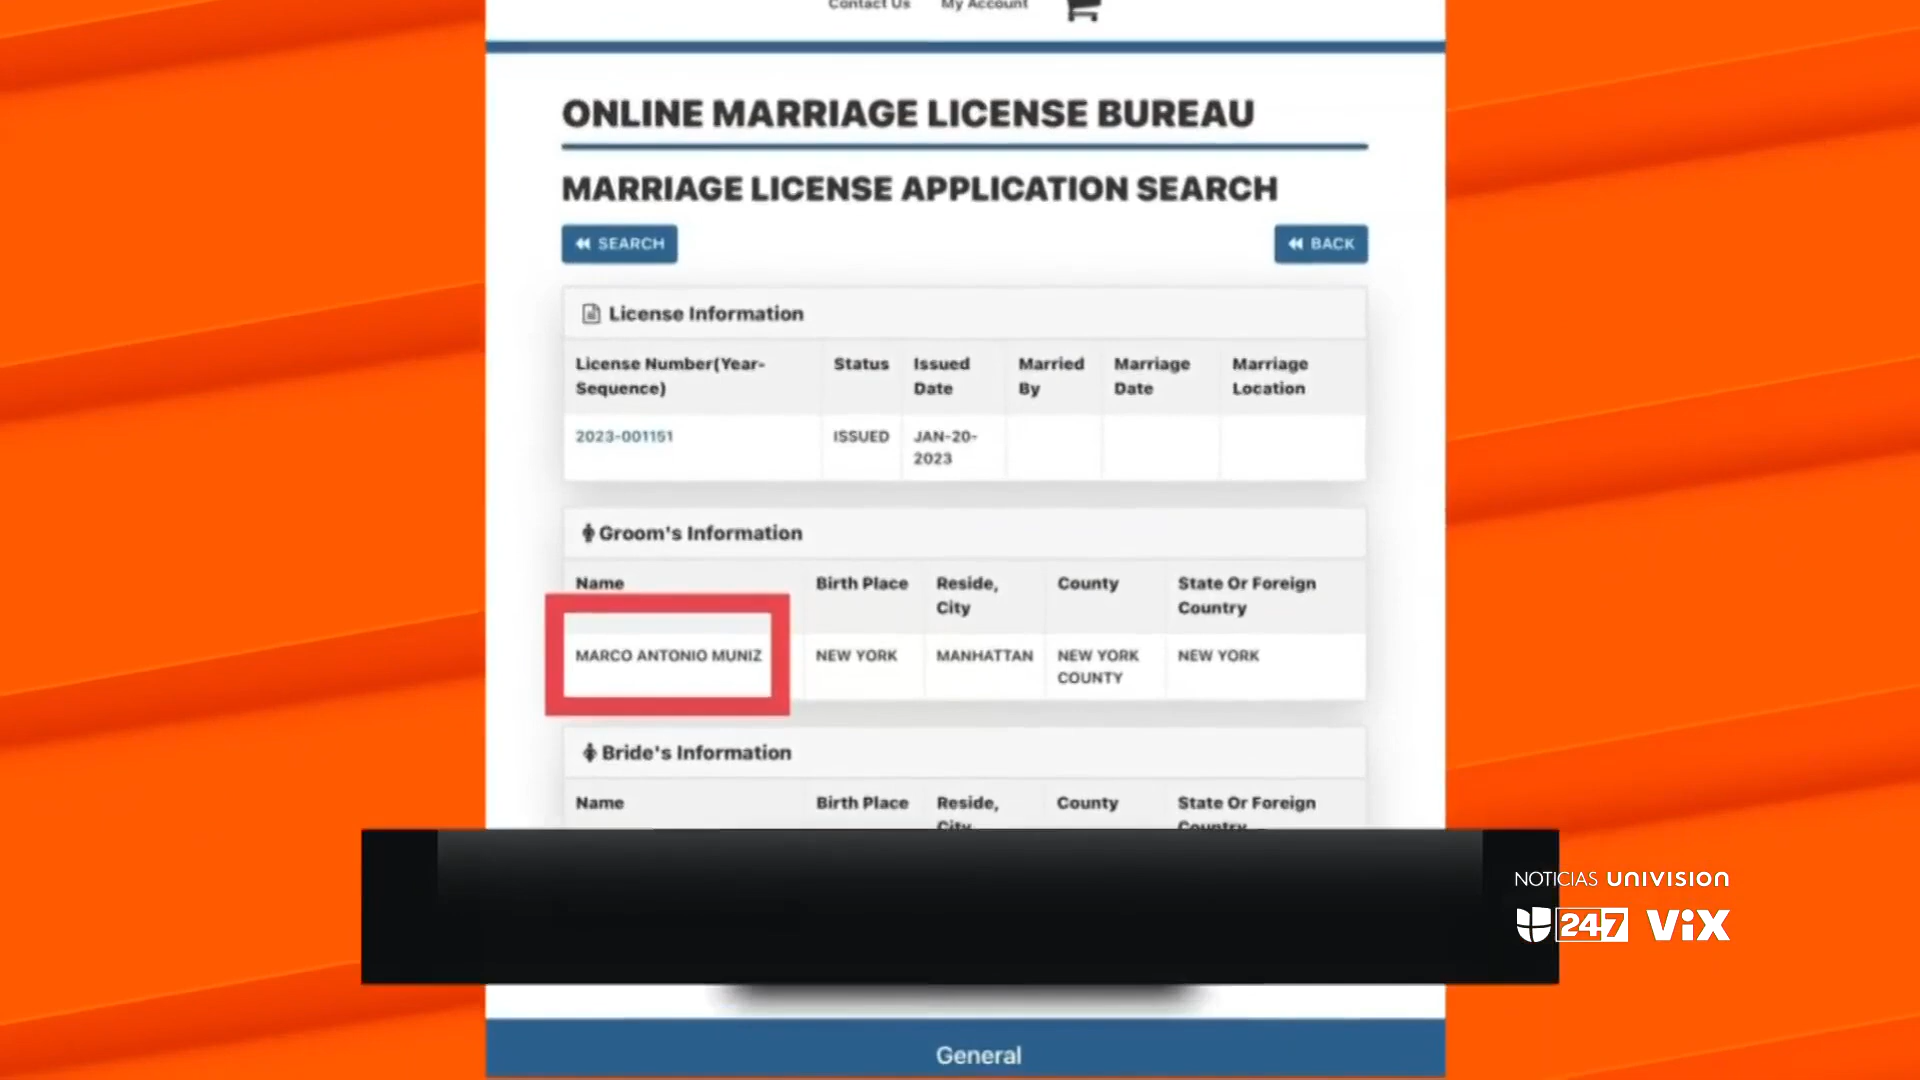 Contact Us My Account
ONLINE MARRIAGE LICENSE BUREAU
MARRIAGE LICENSE APPLICATION SEARCH
SEARCH
BACK
License Information
License Number(Year-Sequence) Status Issued Date Married By Marriage Date Marriage Location
2023-001151 ISSUED JAN-20-2023
Groom's Information
Name Birth Place Reside, City County State Or Foreign Country
MARCO ANTONIO MUNIZ NEW YORK MANHATTAN NEW YORK COUNTY NEW YORK
Bride's Information
Name Birth Place Reside, City County State Or Foreign Country
NOTICIAS UNIVISION
24/7 ViX
General